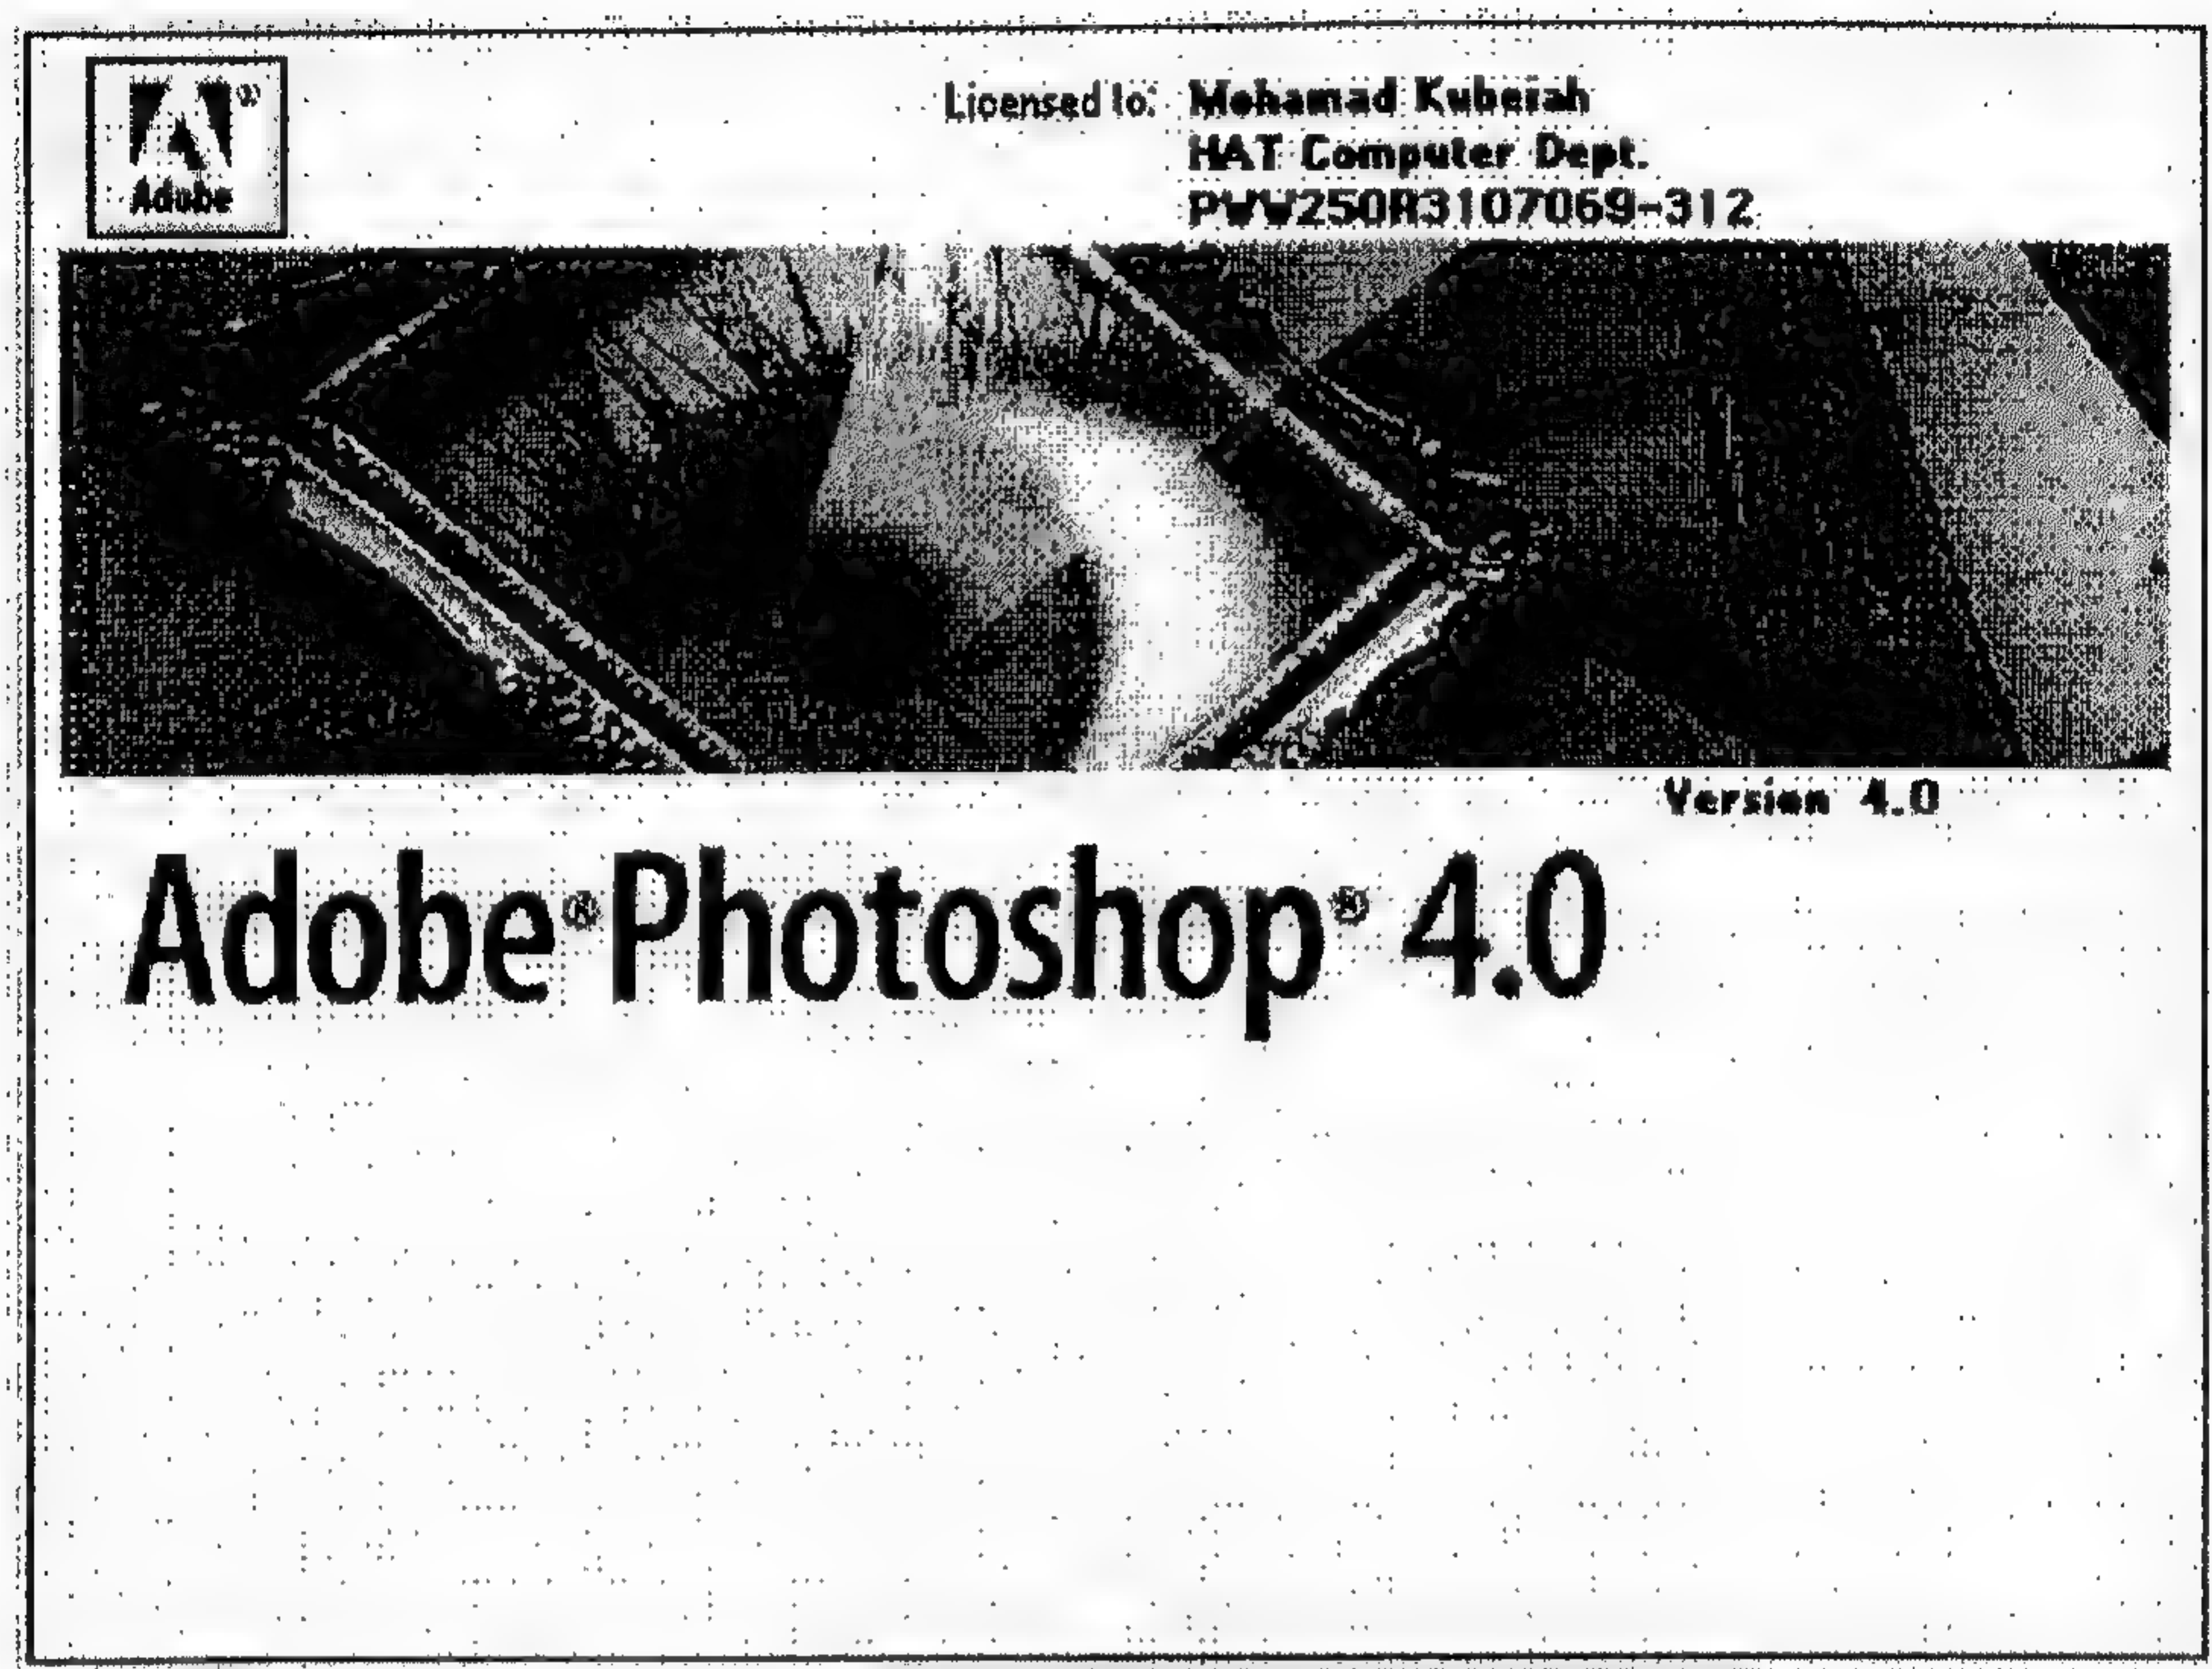 Adobe
Licensed to: Mohamad Kubeiah
HAT Computer Dept.
PWW250R3107069-312
Version 4.0
Adobe® Photoshop® 4.0